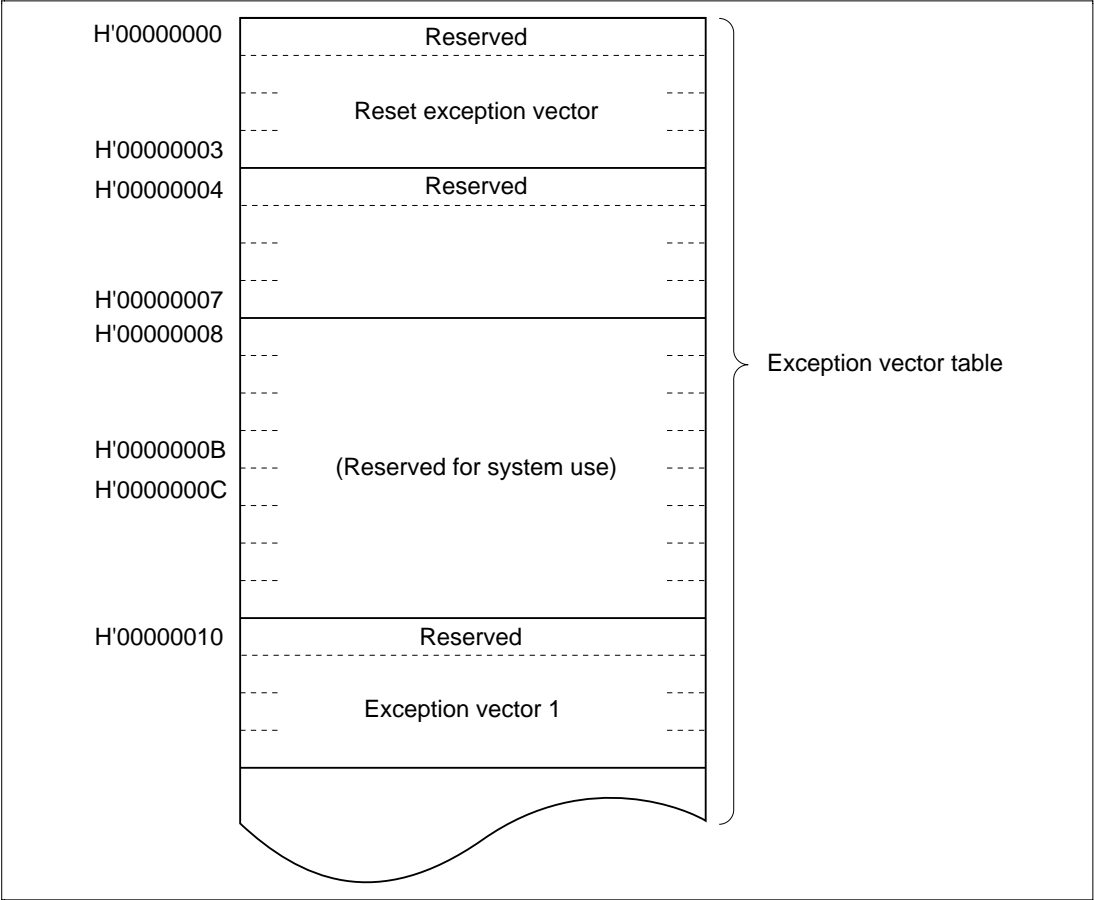 H'00000000
Reserved
Reset exception vector
H'00000003
H'00000004
Reserved
H'00000007
H'00000008
Exception vector table
H'0000000B
(Reserved for system use)
H'0000000C
H'00000010
Reserved
Exception vector 1